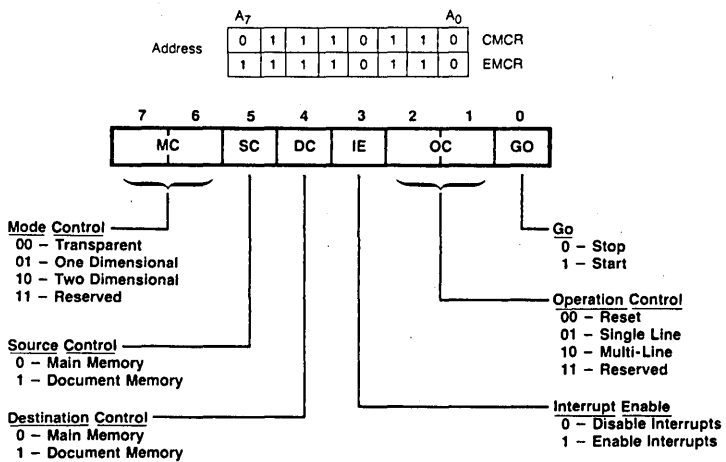 A7 A0
Address
0 1 1 1 0 1 1 0 CMCR
1 1 1 1 0 1 1 0 EMCR
7 6 5 4 3 2 1 0
MC SC DC IE OC GO
Mode Control
00 – Transparent
01 – One Dimensional
10 – Two Dimensional
11 – Reserved
Source Control
0 – Main Memory
1 – Document Memory
Destination Control
0 – Main Memory
1 – Document Memory
Go
0 – Stop
1 – Start
Operation Control
00 – Reset
01 – Single Line
10 – Multi-Line
11 – Reserved
Interrupt Enable
0 – Disable Interrupts
1 – Enable Interrupts